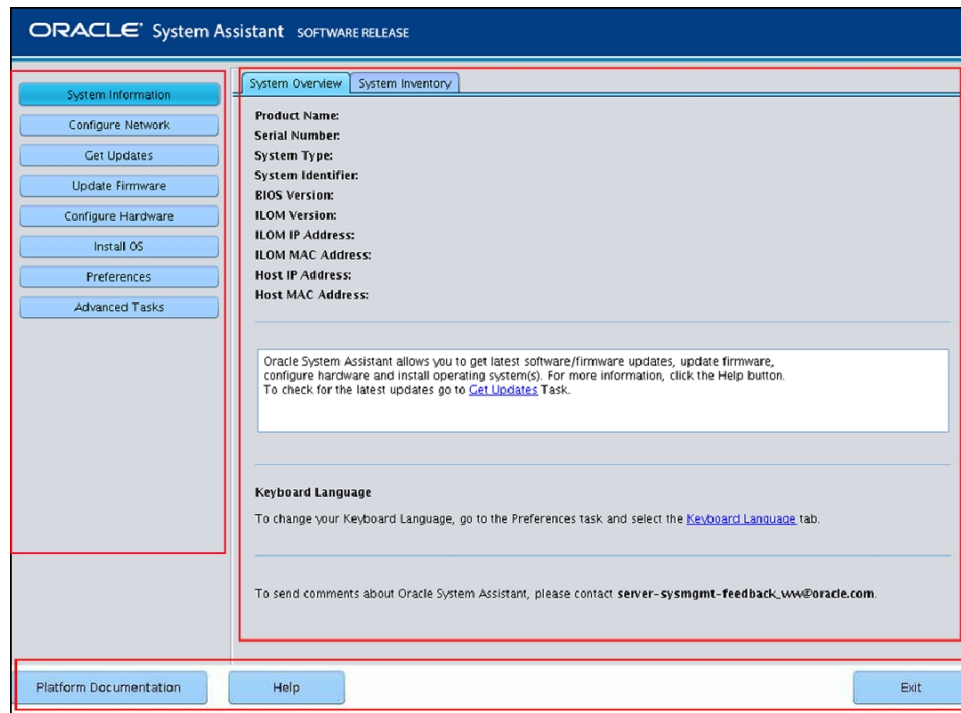 ORACLE System Assistant SOFTWARE RELEASE
System Information
Configure Network
Get Updates
Update Firmware
Configure Hardware
Install OS
Preferences
Advanced Tasks
System Overview
System Inventory
Product Name:
Serial Number:
System Type:
System Identifier:
BIOS Version:
ILOM Version:
ILOM IP Address:
ILOM MAC Address:
Host IP Address:
Host MAC Address:
Oracle System Assistant allows you to get latest software/firmware updates, update firmware,
configure hardware and install operating system(s). For more information, click the Help button.
To check for the latest updates go to Get Updates Task.
Keyboard Language
To change your Keyboard Language, go to the Preferences task and select the Keyboard Language tab.
To send comments about Oracle System Assistant, please contact server-sysmgmt-feedback_ww@oracle.com.
Platform Documentation
Help
Exit